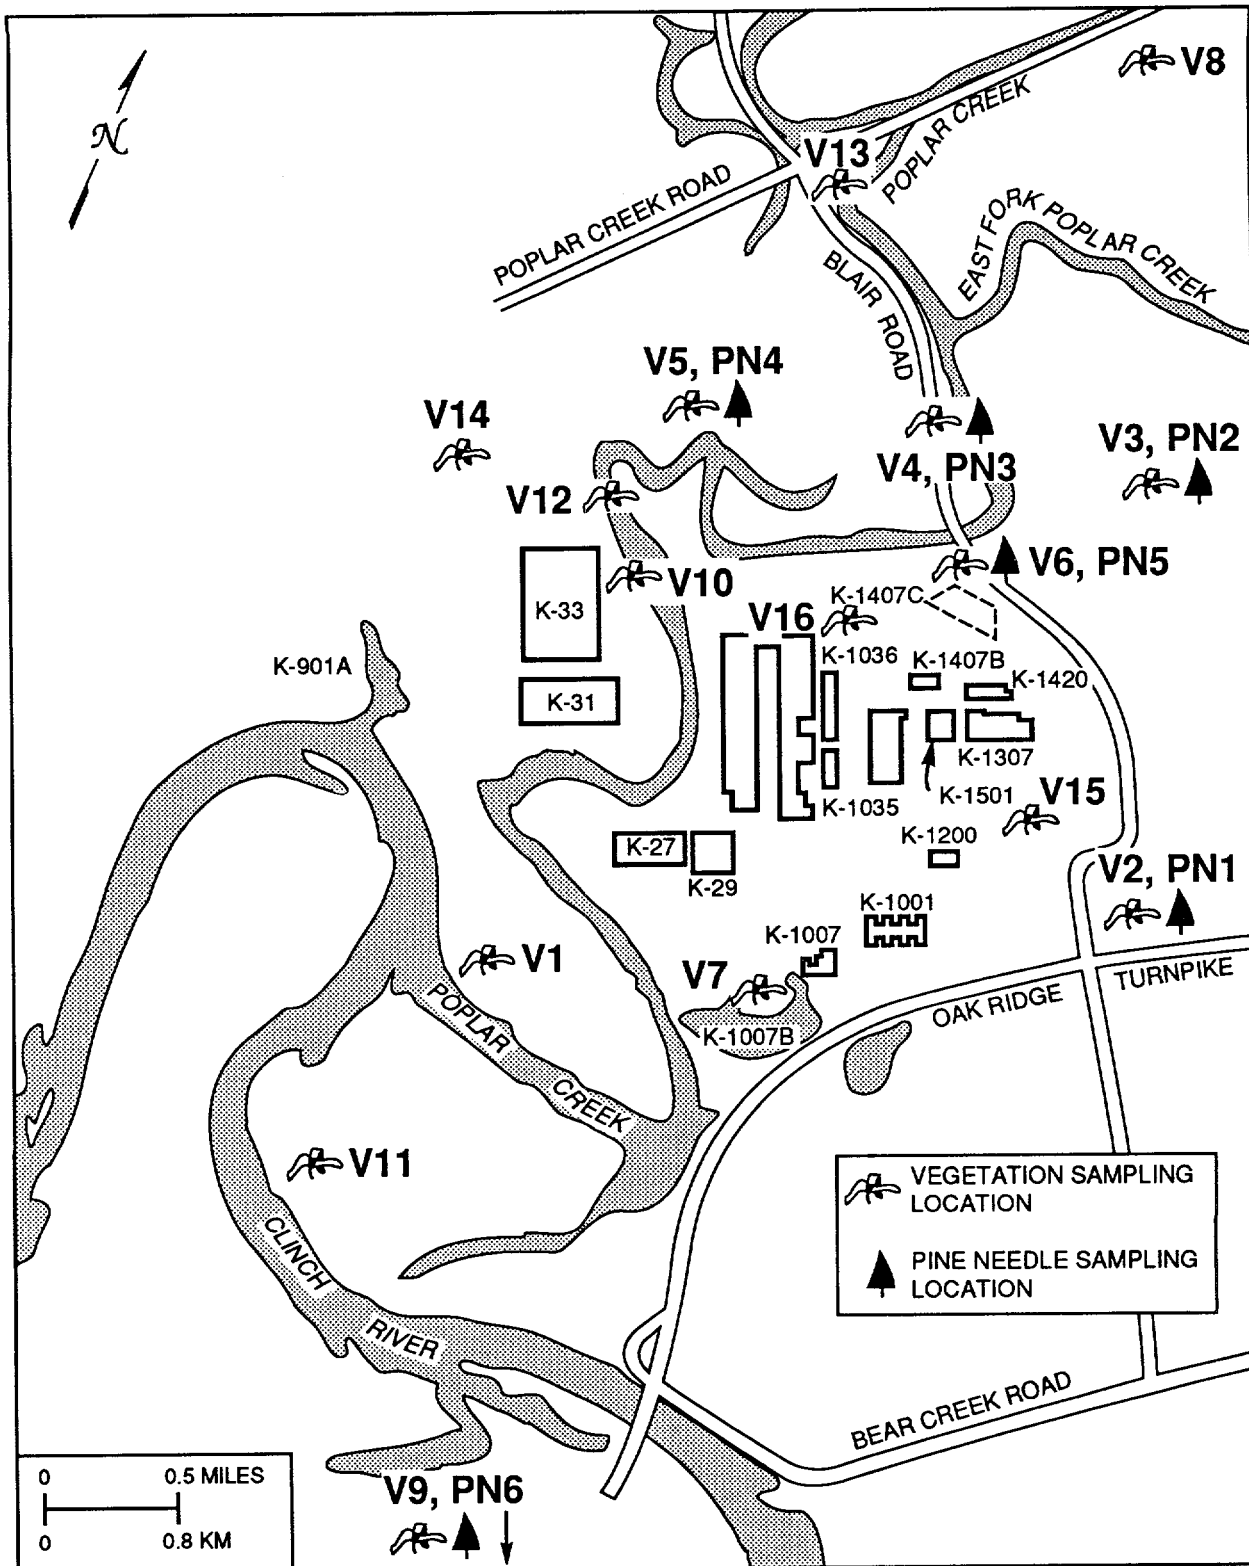 V8
N
V13
POPLAR CREEK
POPLAR CREEK ROAD
EAST FORK POPLAR CREEK
BLAIR ROAD
V5, PN4
V14
V3, PN2
V4, PN3
V12
V6, PN5
V10
K-1407C
K-33
V16
K-901A
K-1036
K-1407B
K-1420
K-31
K-1307
K-1501
V15
K-1035
K-1200
K-27
K-29
V2, PN1
K-1001
K-1007
V1
V7
OAK RIDGE TURNPIKE
K-1007B
POPLAR
CREEK
V11
VEGETATION SAMPLING
LOCATION
PINE NEEDLE SAMPLING
LOCATION
CLINCH
RIVER
BEAR CREEK ROAD
0 0.5 MILES
0 0.8 KM
V9, PN6